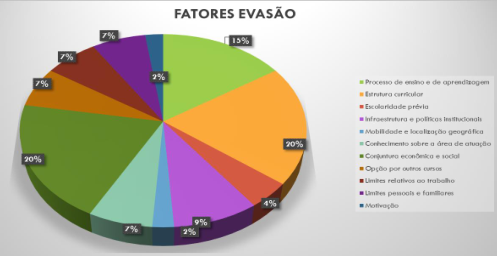 FATORES EVASÃO
15%
20%
4%
9%
2%
7%
20%
7%
7%
7%
2%
Processo de ensino e de aprendizagem
Estrutura curricular
Escolaridade prévia
Infraestrutura e políticas institucionais
Mobilidade e localização geográfica
Conhecimento sobre a área de atuação
Conjuntura econômica e social
Opção por outros cursos
Limites relativos ao trabalho
Limites pessoais e familiares
Motivação